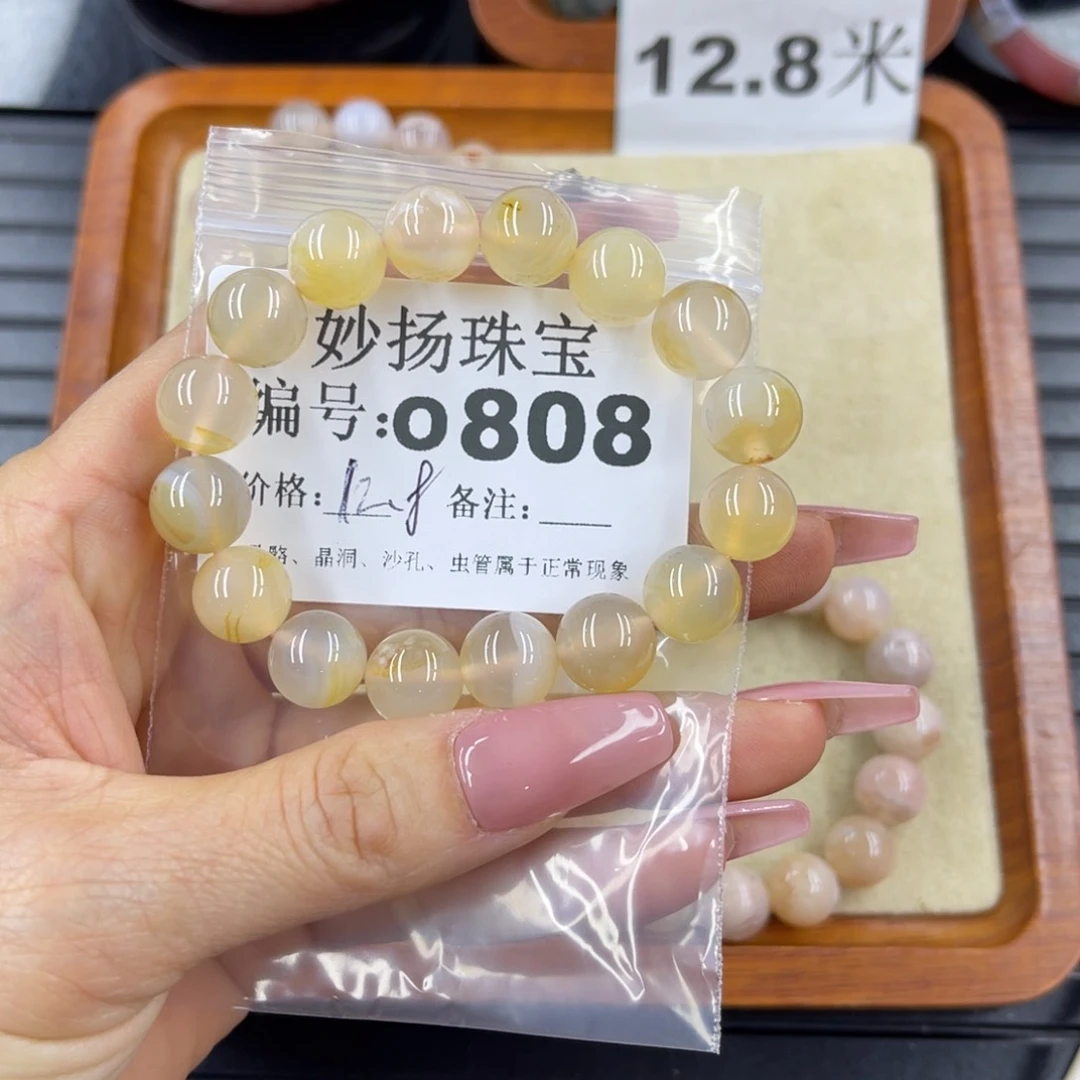 12.8米
妙扬珠宝
编号:o808
价格:12.8 备注:____
、晶洞、沙孔、虫管属于正常现象